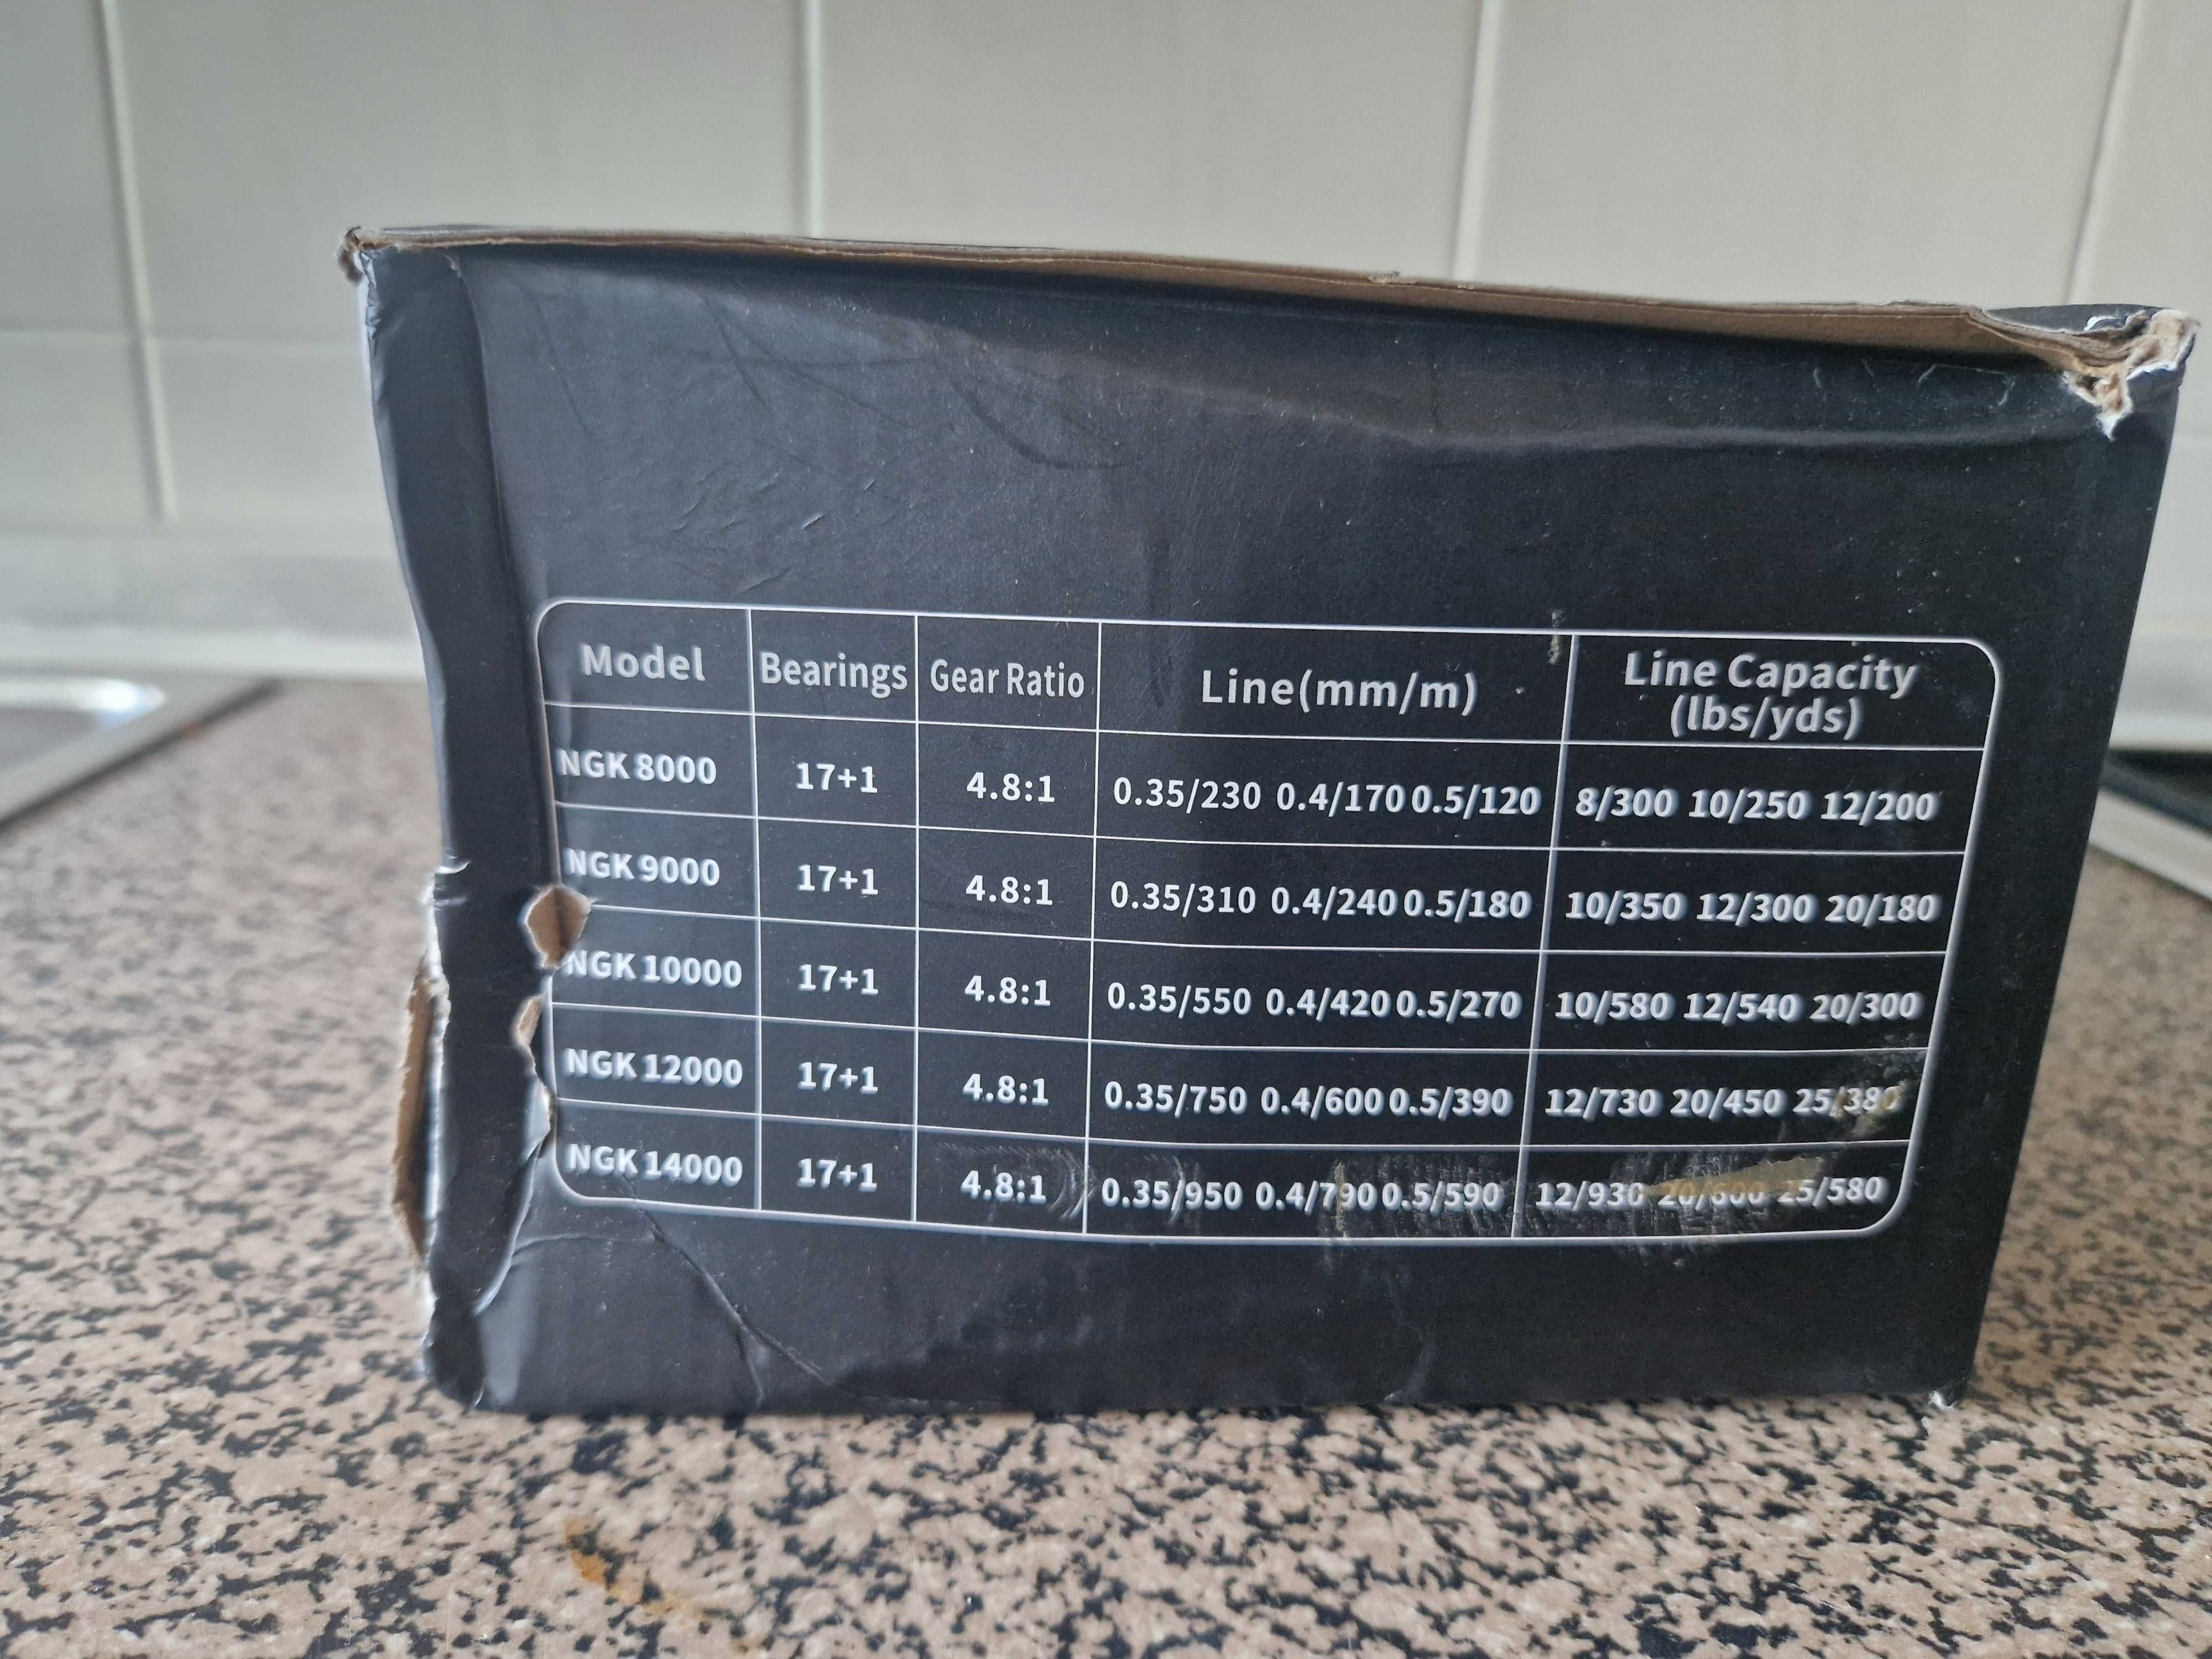 Model Bearings Gear Ratio Line(mm/m) Line Capacity (lbs/yds)
NGK 8000 17+1 4.8:1 0.35/230 0.4/170 0.5/120 8/300 10/250 12/200
NGK 9000 17+1 4.8:1 0.35/310 0.4/240 0.5/180 10/350 12/300 20/180
NGK 10000 17+1 4.8:1 0.35/550 0.4/420 0.5/270 10/580 12/540 20/300
NGK 12000 17+1 4.8:1 0.35/750 0.4/600 0.5/390 12/730 20/450 25/380
NGK 14000 17+1 4.8:1 0.35/950 0.4/790 0.5/590 12/930 25/580